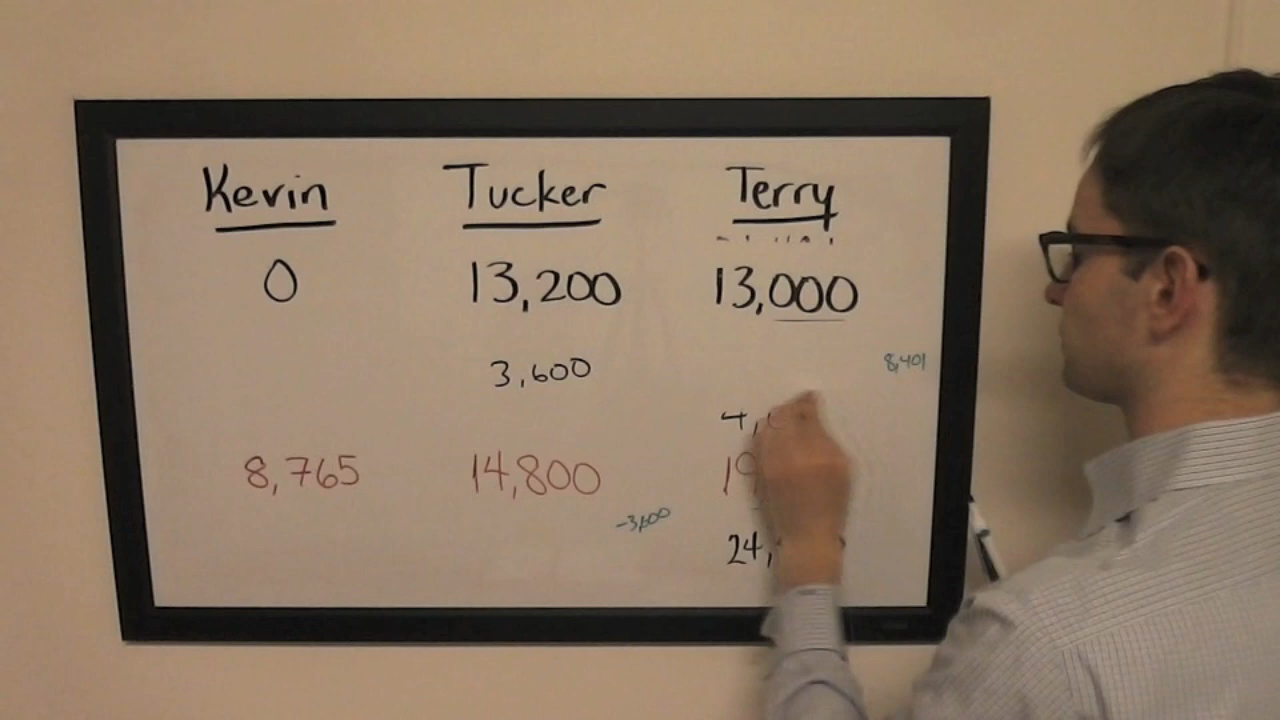 Kevin Tucker Terry
0 13,200 13,000
3,600
8,401
8,765 14,800
-3,600